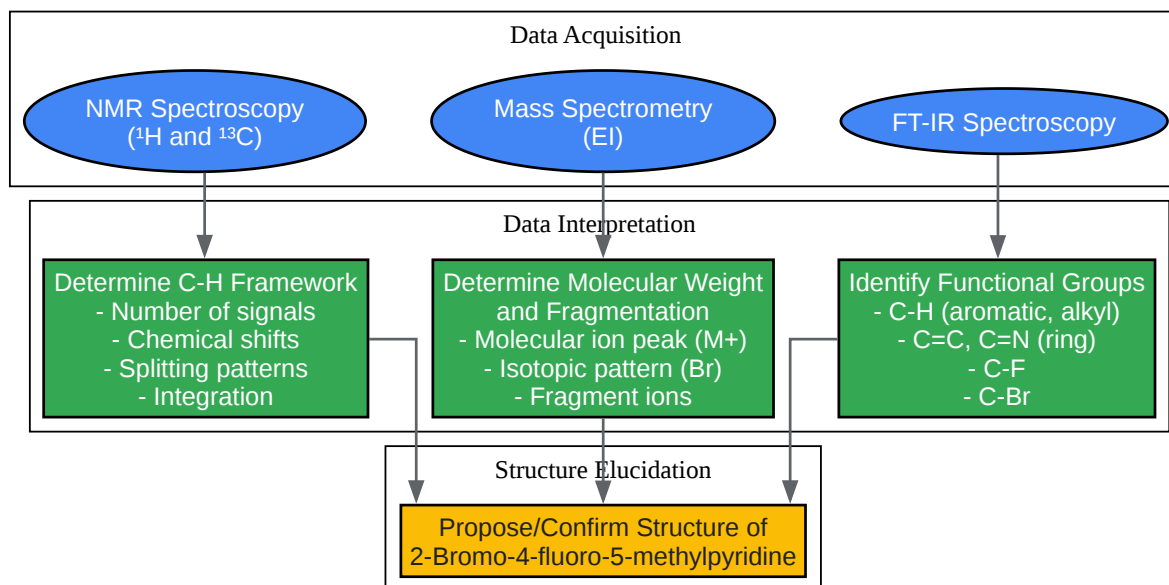 Data Acquisition
NMR Spectroscopy
(¹H and ¹³C)
Mass Spectrometry
(EI)
FT-IR Spectroscopy
Data Interpretation
Determine C-H Framework
- Number of signals
- Chemical shifts
- Splitting patterns
- Integration
Determine Molecular Weight
and Fragmentation
- Molecular ion peak (M+)
- Isotopic pattern (Br)
- Fragment ions
Identify Functional Groups
- C-H (aromatic, alkyl)
- C=C, C=N (ring)
- C-F
- C-Br
Structure Elucidation
Propose/Confirm Structure of
2-Bromo-4-fluoro-5-methylpyridine